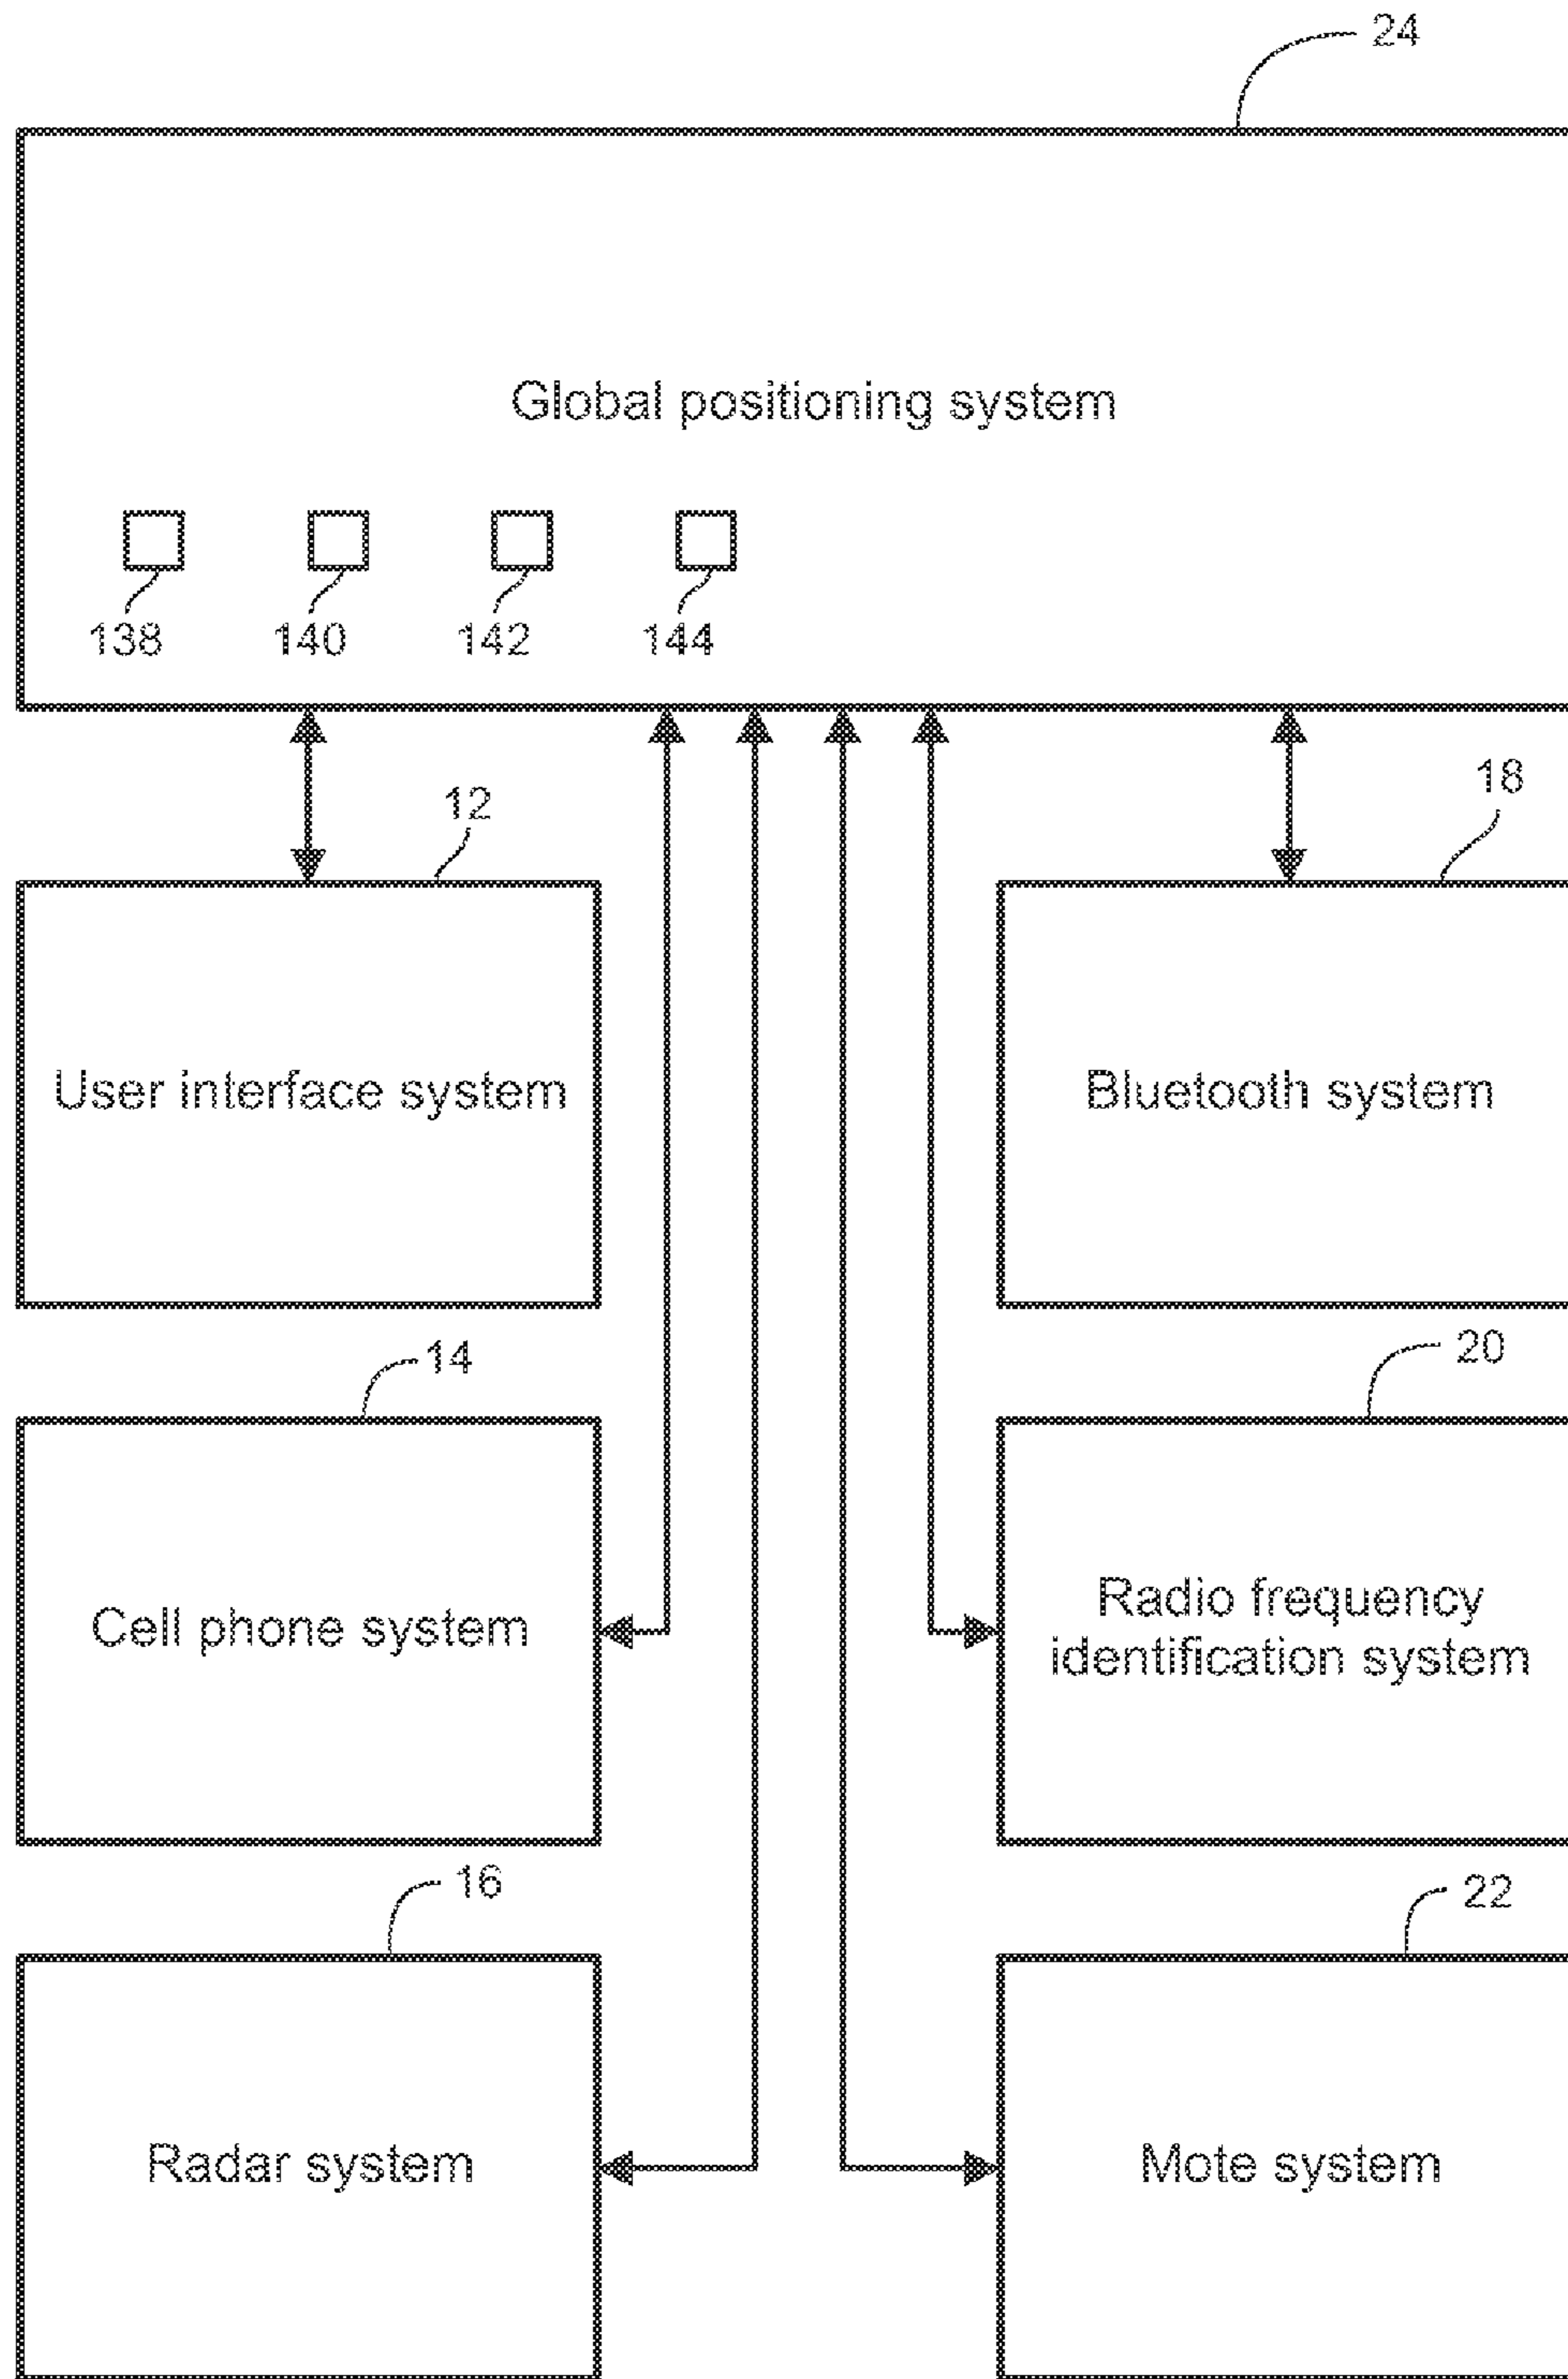 24
Global positioning system
138 140 142 144
12
18
User interface system
Bluetooth system
14
20
Cell phone system
Radio frequency
identification system
16
22
Radar system
Mote system